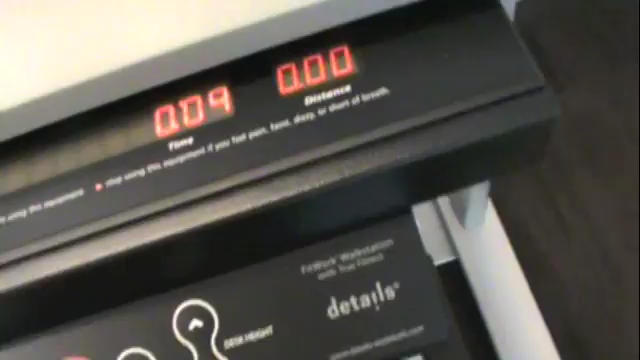 0.09 0.00
Time Distance
using this equipment • stop using this equipment if you feel pain, faint, dizzy, or short of breath.
FitWork Workstation
with True Fitness
details
DESK HEIGHT